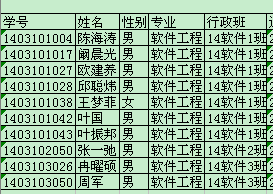 学号 姓名 性别 专业 行政班
1403101004 陈海涛 男 软件工程 14软件1班
1403101017 阚晨光 男 软件工程 14软件1班
1403101027 欧建养 男 软件工程 14软件1班
1403101028 邱聪炜 男 软件工程 14软件1班
1403101038 王梦菲 女 软件工程 14软件1班
1403101042 叶国 男 软件工程 14软件1班
1403101043 叶振邦 男 软件工程 14软件1班
1403102050 张一弛 男 软件工程 14软件2班
1403103026 冉曜硕 男 软件工程 14软件3班
1403103050 周军 男 软件工程 14软件3班